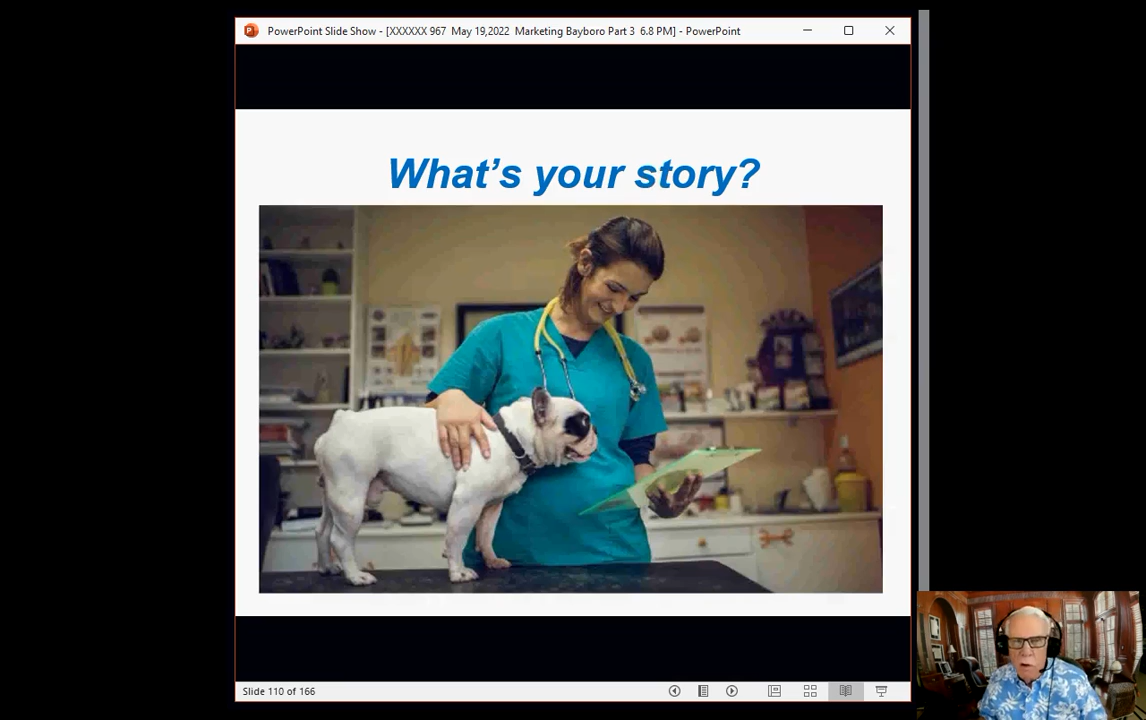 PowerPoint Slide Show - [XXXXXX 967 May 19,2022 Marketing Bayboro Part 3 6.8 PM] - PowerPoint
What's your story?
Slide 110 of 166